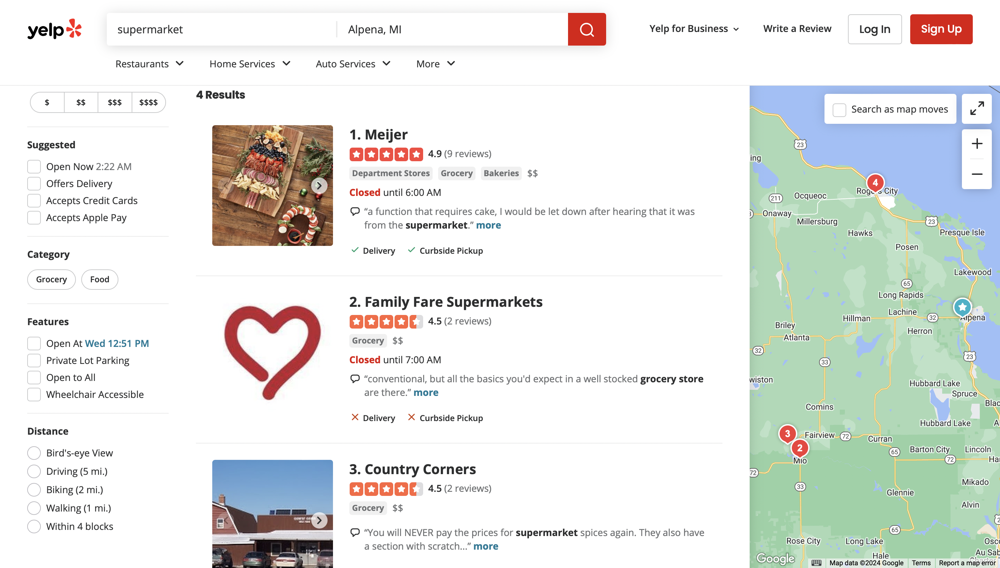 yelp
supermarket
Alpena, MI
Yelp for Business
Write a Review
Log In
Sign Up
Restaurants
Home Services
Auto Services
More
$ $$ $$$ $$$$
Suggested
Open Now 2:22 AM
Offers Delivery
Accepts Credit Cards
Accepts Apple Pay
Category
Grocery Food
Features
Open At Wed 12:51 PM
Private Lot Parking
Open to All
Wheelchair Accessible
Distance
Bird's-eye View
Driving (5 mi.)
Biking (2 mi.)
Walking (1 mi.)
Within 4 blocks
4 Results
1. Meijer
4.9 (9 reviews)
Department Stores Grocery Bakeries $$
Closed until 6:00 AM
“a function that requires cake, I would be let down after hearing that it was
from the supermarket.” more
Delivery Curbside Pickup
2. Family Fare Supermarkets
4.5 (2 reviews)
Grocery $$
Closed until 7:00 AM
“conventional, but all the basics you'd expect in a well stocked grocery store
are there.” more
Delivery Curbside Pickup
3. Country Corners
4.5 (2 reviews)
Grocery $$
“You will NEVER pay the prices for supermarket spices again. They also have
a section with scratch...” more
Search as map moves
23
ing
4
Rogers City
211
Ocqueoc
Onaway
Millersburg
23
Hawks
Presque Isle
Posen
Lakewood
65
Long Rapids
Lachine
Hillman
32
Alpena
Briley
Herron
Atlanta
32
33
23
wiston
Hubbard Lake
Spruce
Blac
Comins
Hubbard Lake
Al
3
Fairview
72
Curran
2
65
Barton City
Lincoln
Mio
72
Har
72
Mikado
33
Glennie
Alvin
65
Rose City
Long Lake
Osco
Hale
Au Sab
Google
Map data ©2024 Google
Terms
Report a map error